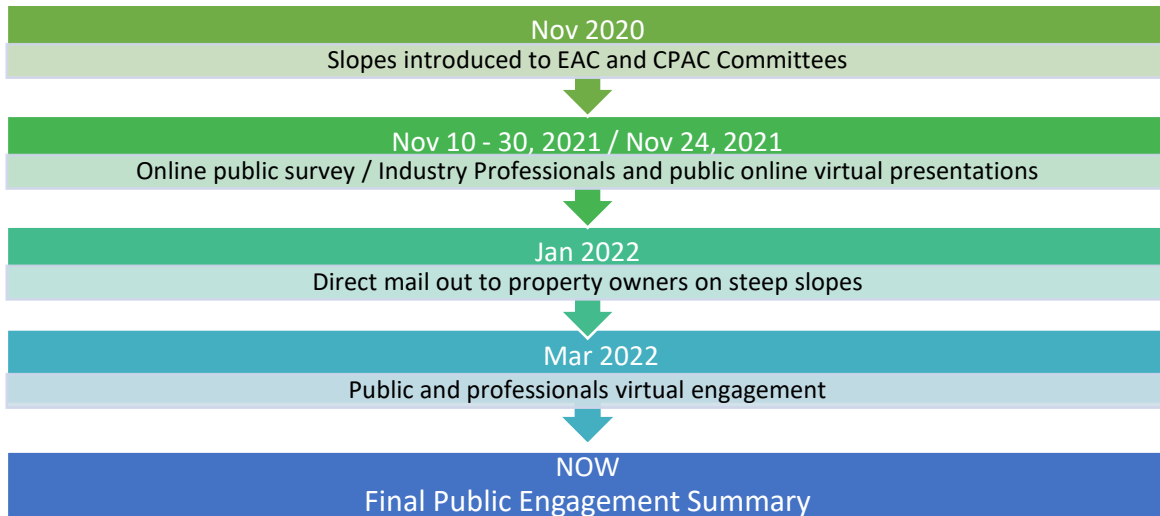 Nov 2020
Slopes introduced to EAC and CPAC Committees
Nov 10 - 30, 2021 / Nov 24, 2021
Online public survey / Industry Professionals and public online virtual presentations
Jan 2022
Direct mail out to property owners on steep slopes
Mar 2022
Public and professionals virtual engagement
NOW
Final Public Engagement Summary